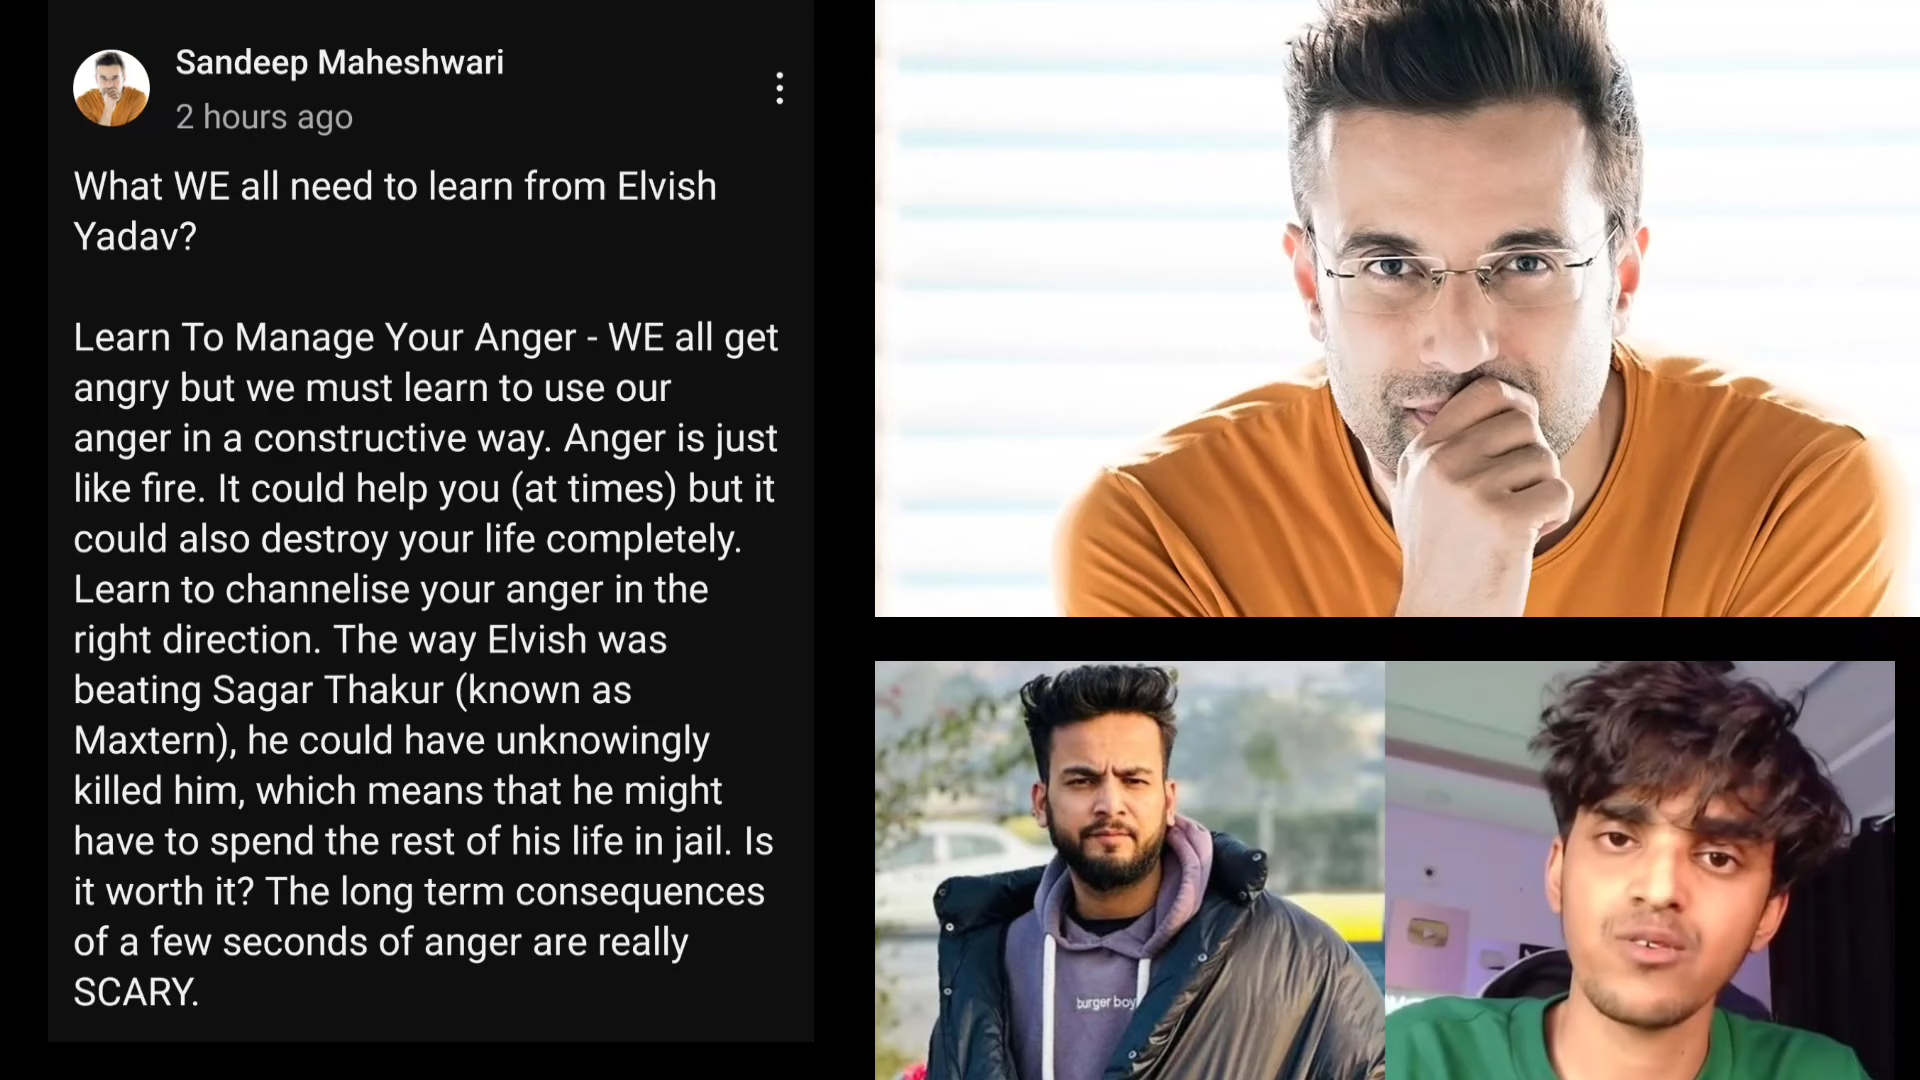 Sandeep Maheshwari
2 hours ago
What WE all need to learn from Elvish
Yadav?
Learn To Manage Your Anger - WE all get
angry but we must learn to use our
anger in a constructive way. Anger is just
like fire. It could help you (at times) but it
could also destroy your life completely.
Learn to channelise your anger in the
right direction. The way Elvish was
beating Sagar Thakur (known as
Maxtern), he could have unknowingly
killed him, which means that he might
have to spend the rest of his life in jail. Is
it worth it? The long term consequences
of a few seconds of anger are really
SCARY.
burger boy